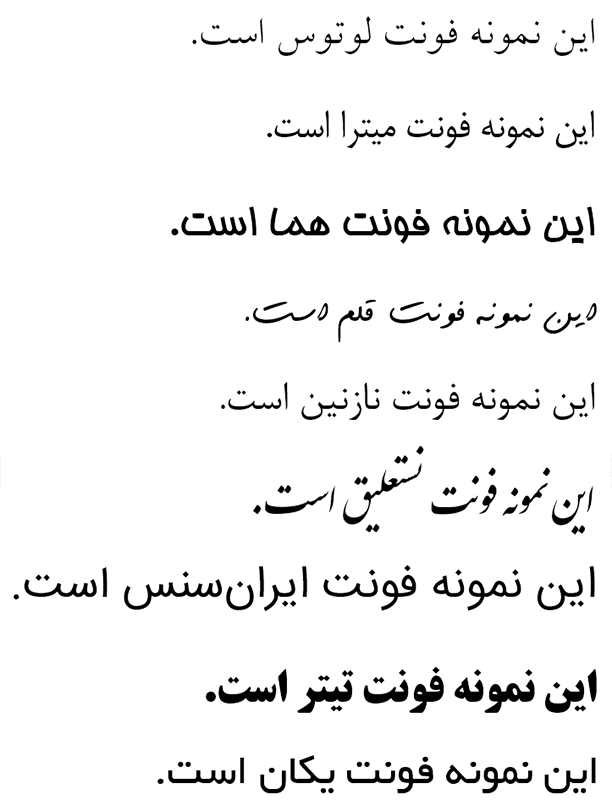 این نمونه فونت لوتوس است.
این نمونه فونت میترا است.
این نمونه فونت هما است.
این نمونه فونت قلم است.
این نمونه فونت نازنین است.
این نمونه فونت نستعلیق است.
این نمونه فونت ایران‌سنس است.
این نمونه فونت تیتر است.
این نمونه فونت یکان است.